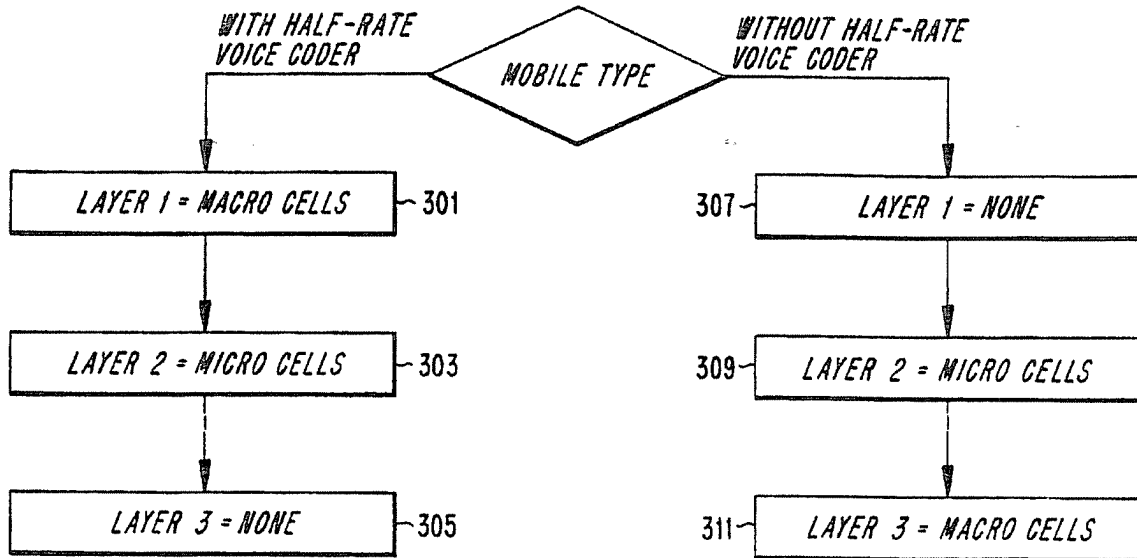 WITH HALF-RATE
VOICE CODER
MOBILE TYPE
WITHOUT HALF-RATE
VOICE CODER
LAYER 1 = MACRO CELLS
301
307
LAYER 1 = NONE
LAYER 2 = MICRO CELLS
303
309
LAYER 2 = MICRO CELLS
LAYER 3 = NONE
305
311
LAYER 3 = MACRO CELLS